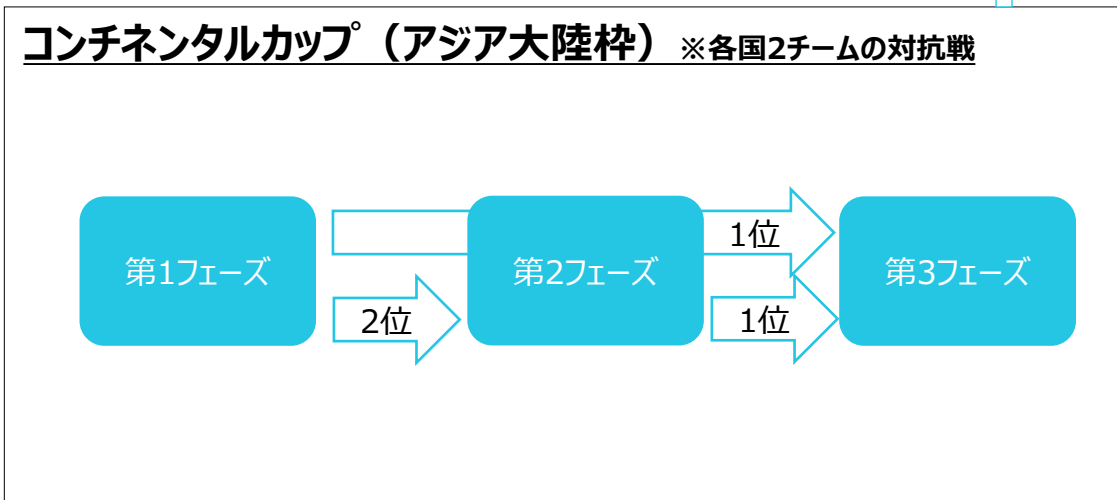 コンチネンタルカップ（アジア大陸枠）※各国2チームの対抗戦
第1フェーズ
第2フェーズ
1位
第3フェーズ
2位
1位